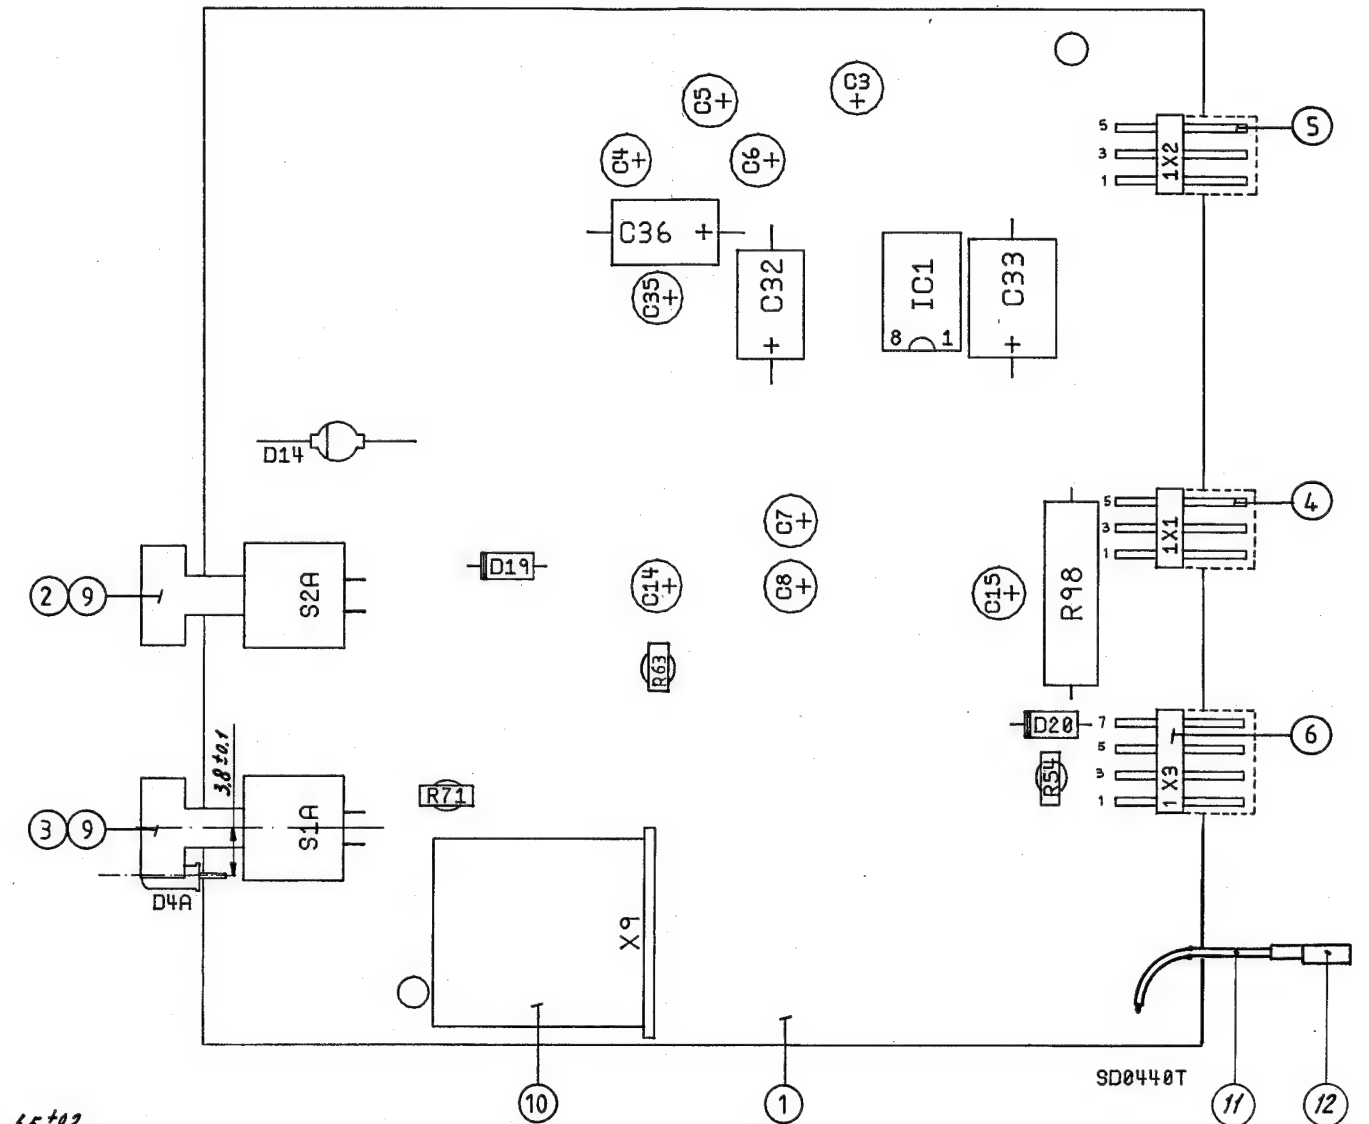 C5+
C3
+
C4+
C6+
5
3
1
1X2
5
C36 +
C35+
C32
+
IC1
8 1
C33
+
D14
5
3
1
1X1
4
C7+
D19
C14+
C8+
C15+
R98
2 9
S2A
R63
D20
7
5
3
1
1X3
6
R54
3,8 ±0,1
R71
3 9
S1A
D4A
X9
SD0440T
10
1
11
12